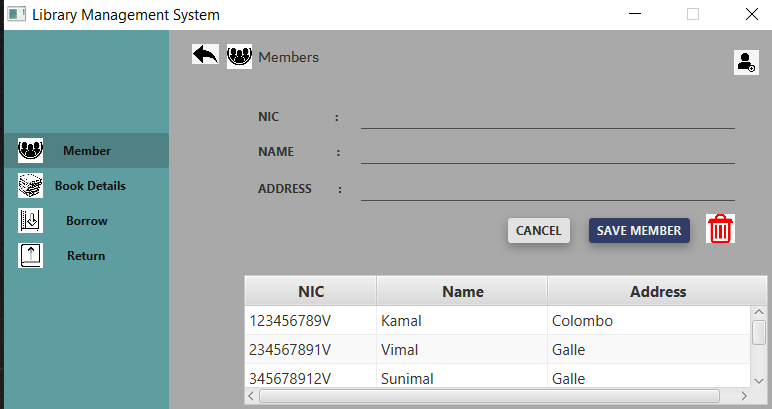 Library Management System
Members
Member
Book Details
Borrow
Return
NIC :
NAME :
ADDRESS :
CANCEL SAVE MEMBER
NIC Name Address
123456789V Kamal Colombo
234567891V Vimal Galle
345678912V Sunimal Galle